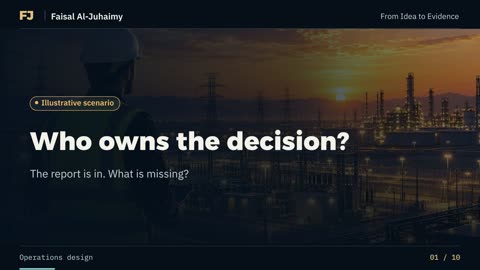 FJ Faisal Al-Juhaimy From Idea to Evidence
Illustrative scenario
Who owns the decision?
The report is in. What is missing?
Operations design 01 / 10